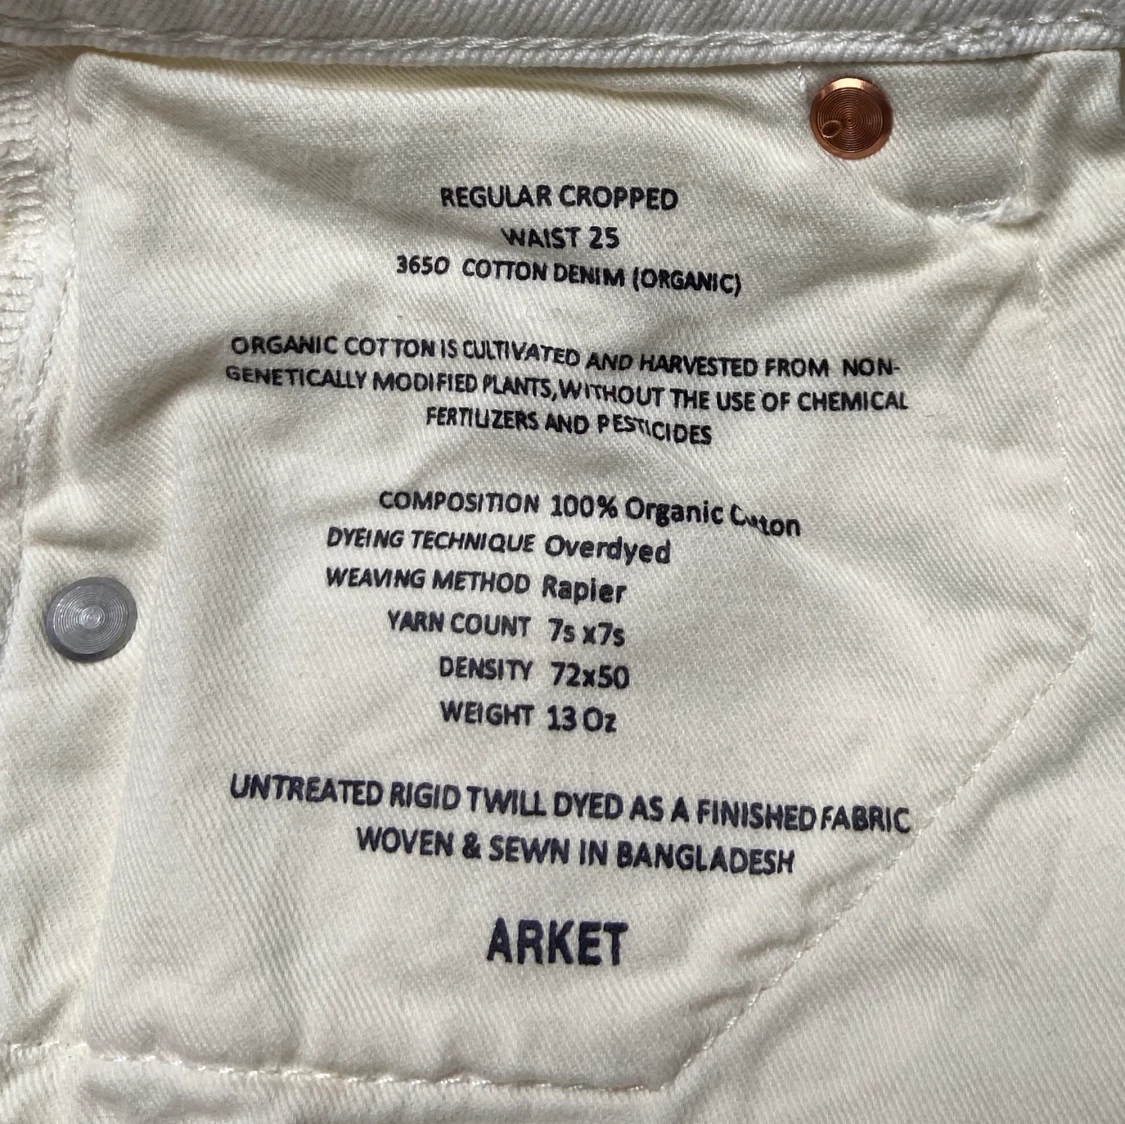 REGULAR CROPPED
WAIST 25
3650 COTTON DENIM (ORGANIC)
ORGANIC COTTON IS CULTIVATED AND HARVESTED FROM NON-
GENETICALLY MODIFIED PLANTS, WITHOUT THE USE OF CHEMICAL
FERTILIZERS AND PESTICIDES
COMPOSITION 100% Organic Cotton
DYEING TECHNIQUE Overdyed
WEAVING METHOD Rapier
YARN COUNT 7s x7s
DENSITY 72x50
WEIGHT 13 Oz
UNTREATED RIGID TWILL DYED AS A FINISHED FABRIC
WOVEN & SEWN IN BANGLADESH
ARKET